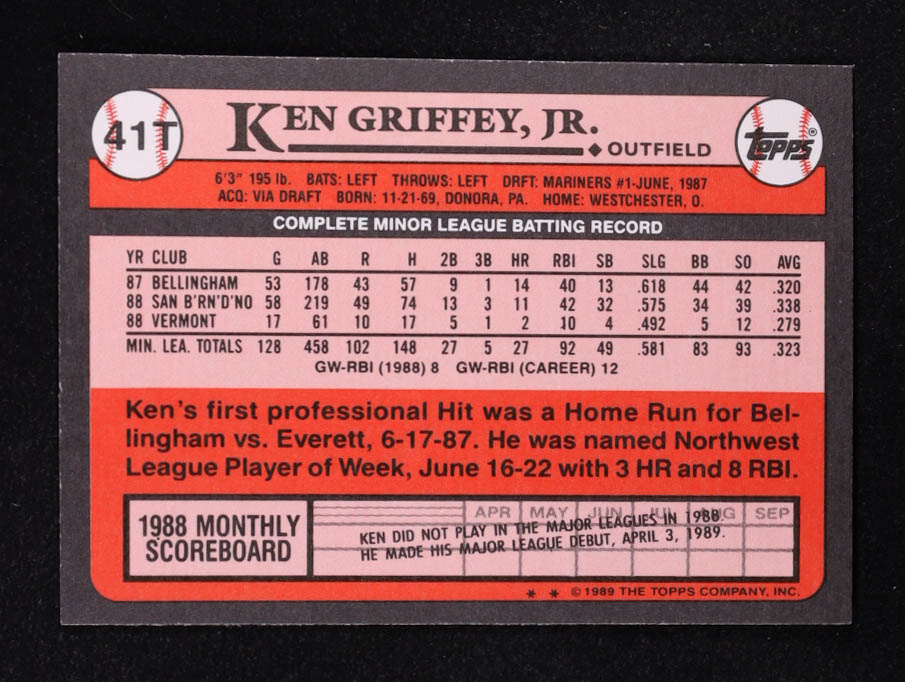 41T
KEN GRIFFEY, JR.
OUTFIELD
TOPPS®
6'3" 195 lb. BATS: LEFT THROWS: LEFT DRFT: MARINERS #1-JUNE, 1987
ACQ: VIA DRAFT BORN: 11-21-69, DONORA, PA. HOME: WESTCHESTER, O.
COMPLETE MINOR LEAGUE BATTING RECORD
YR CLUB G AB R H 2B 3B HR RBI SB SLG BB SO AVG
87 BELLINGHAM 53 178 43 57 9 1 14 40 13 .618 44 42 .320
88 SAN B'RN'D'NO 58 219 49 74 13 3 11 42 32 .575 34 39 .338
88 VERMONT 17 61 10 17 5 1 2 10 4 .492 5 12 .279
MIN. LEA. TOTALS 128 458 102 148 27 5 27 92 49 .581 83 93 .323
GW-RBI (1988) 8 GW-RBI (CAREER) 12
Ken's first professional Hit was a Home Run for Bel-
lingham vs. Everett, 6-17-87. He was named Northwest
League Player of Week, June 16-22 with 3 HR and 8 RBI.
1988 MONTHLY
SCOREBOARD
APR MAY JUN JUL AUG SEP
KEN DID NOT PLAY IN THE MAJOR LEAGUES IN 1988.
HE MADE HIS MAJOR LEAGUE DEBUT, APRIL 3, 1989.
* * © 1989 THE TOPPS COMPANY, INC.